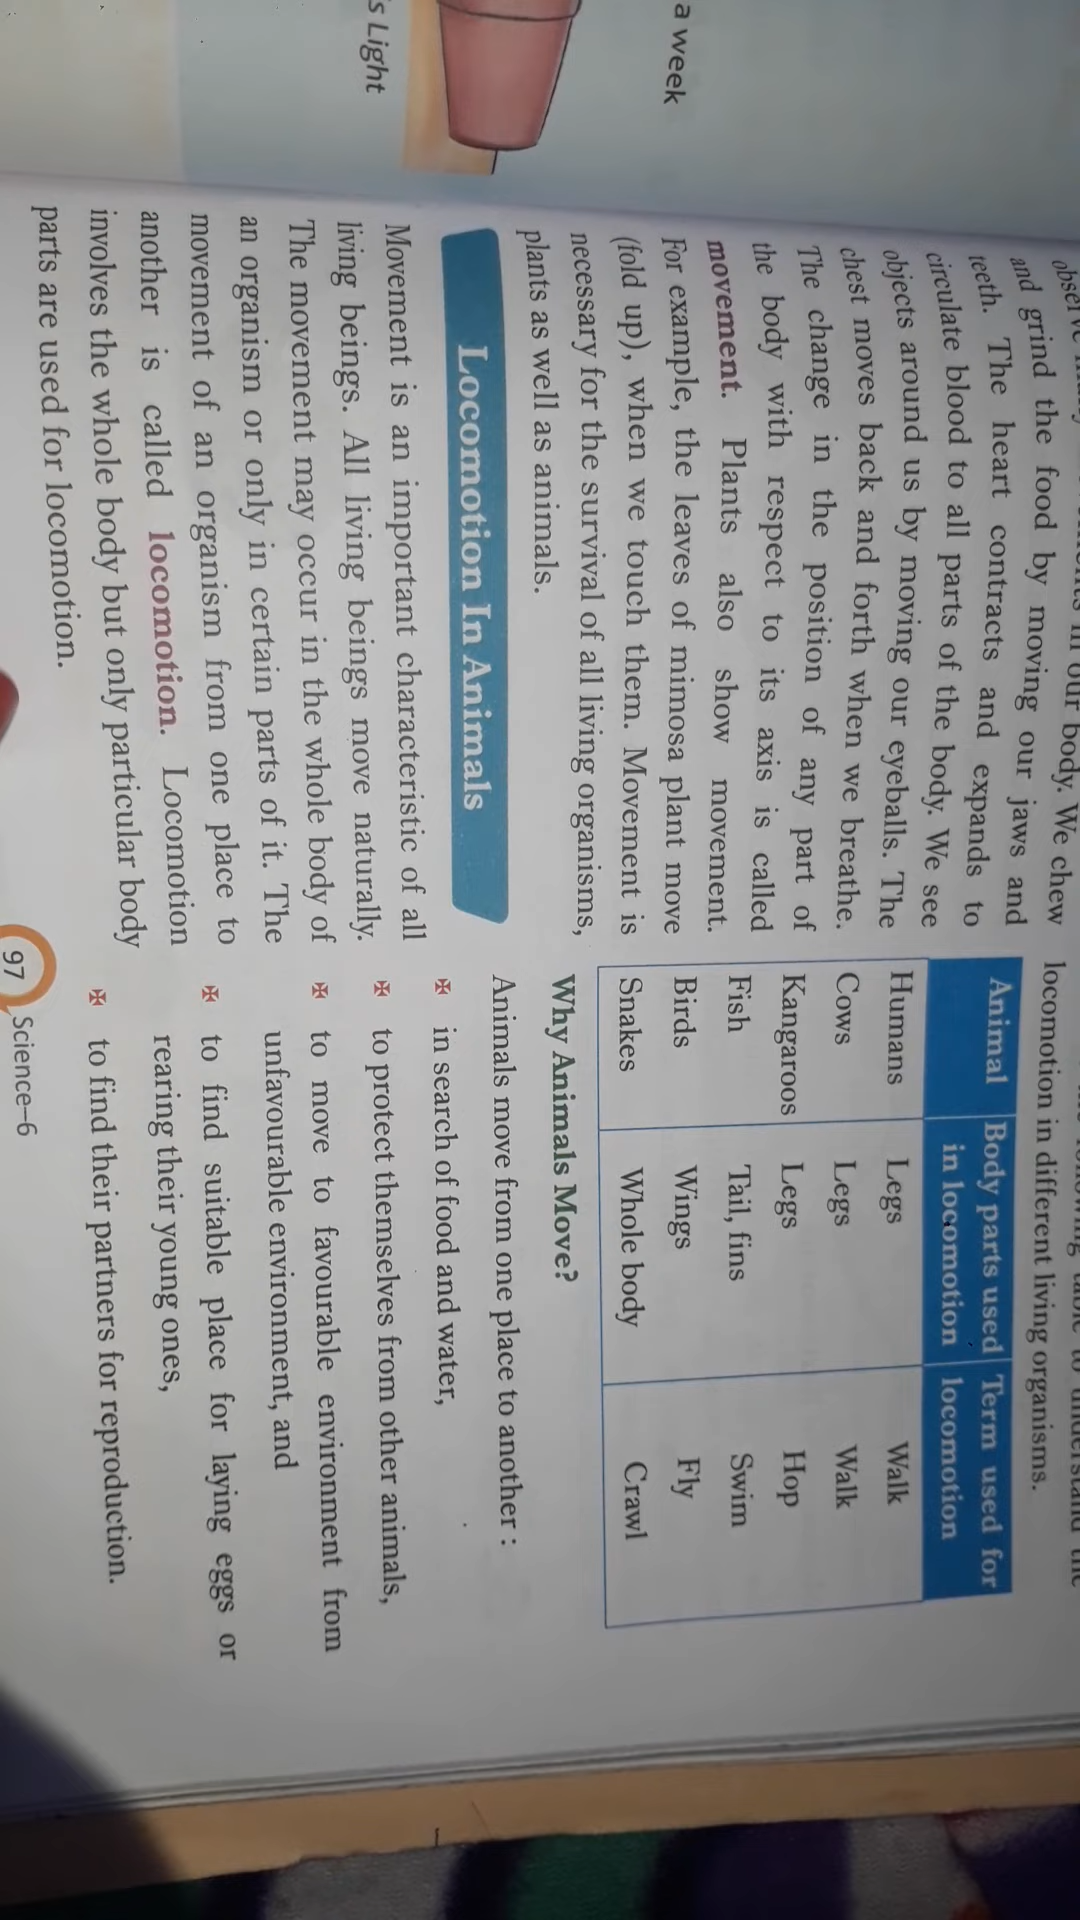 a week
s Light
our body. We chew
and grind the food by moving our jaws and
teeth. The heart contracts and expands to
circulate blood to all parts of the body. We see
objects around us by moving our eyeballs. The
chest moves back and forth when we breathe.
The change in the position of any part of
the body with respect to its axis is called
movement. Plants also show movement.
For example, the leaves of mimosa plant move
(fold up), when we touch them. Movement is
necessary for the survival of all living organisms,
plants as well as animals.
Locomotion In Animals
Movement is an important characteristic of all
living beings. All living beings move naturally.
The movement may occur in the whole body of
an organism or only in certain parts of it. The
movement of an organism from one place to
another is called locomotion. Locomotion
involves the whole body but only particular body
parts are used for locomotion.
locomotion in different living organisms.
Animal Body parts used in locomotion Term used for locomotion
Humans Legs Walk
Cows Legs Walk
Kangaroos Legs Hop
Fish Tail, fins Swim
Birds Wings Fly
Snakes Whole body Crawl
Why Animals Move?
Animals move from one place to another :
✠ in search of food and water,
✠ to protect themselves from other animals,
✠ to move to favourable environment from
unfavourable environment, and
✠ to find suitable place for laying eggs or
rearing their young ones,
✠ to find their partners for reproduction.
97 Science–6